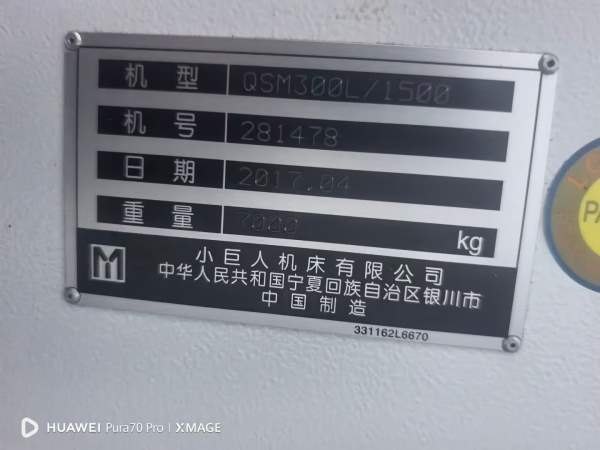 机型 QSM300L/1500
机号 281478
日期 2017.04
重量 7000 kg
小巨人机床有限公司
中华人民共和国宁夏回族自治区银川市
中国制造
331162L6670
PA
HUAWEI Pura70 Pro | XMAGE